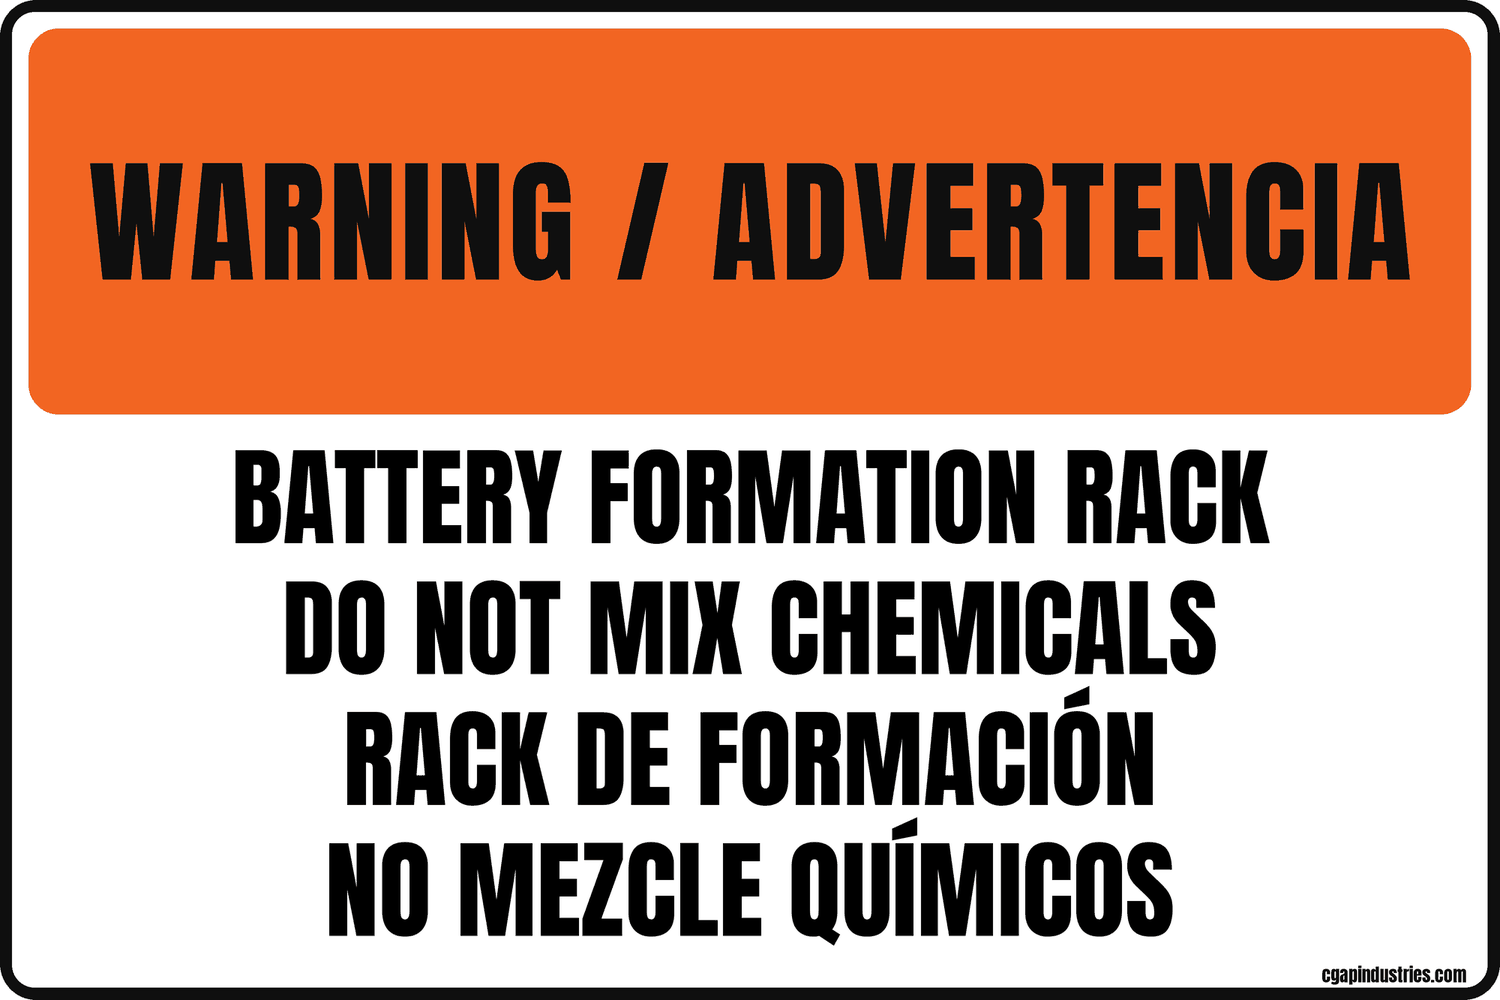 WARNING / ADVERTENCIA
BATTERY FORMATION RACK
DO NOT MIX CHEMICALS
RACK DE FORMACIÓN
NO MEZCLE QUÍMICOS
cgapindustries.com